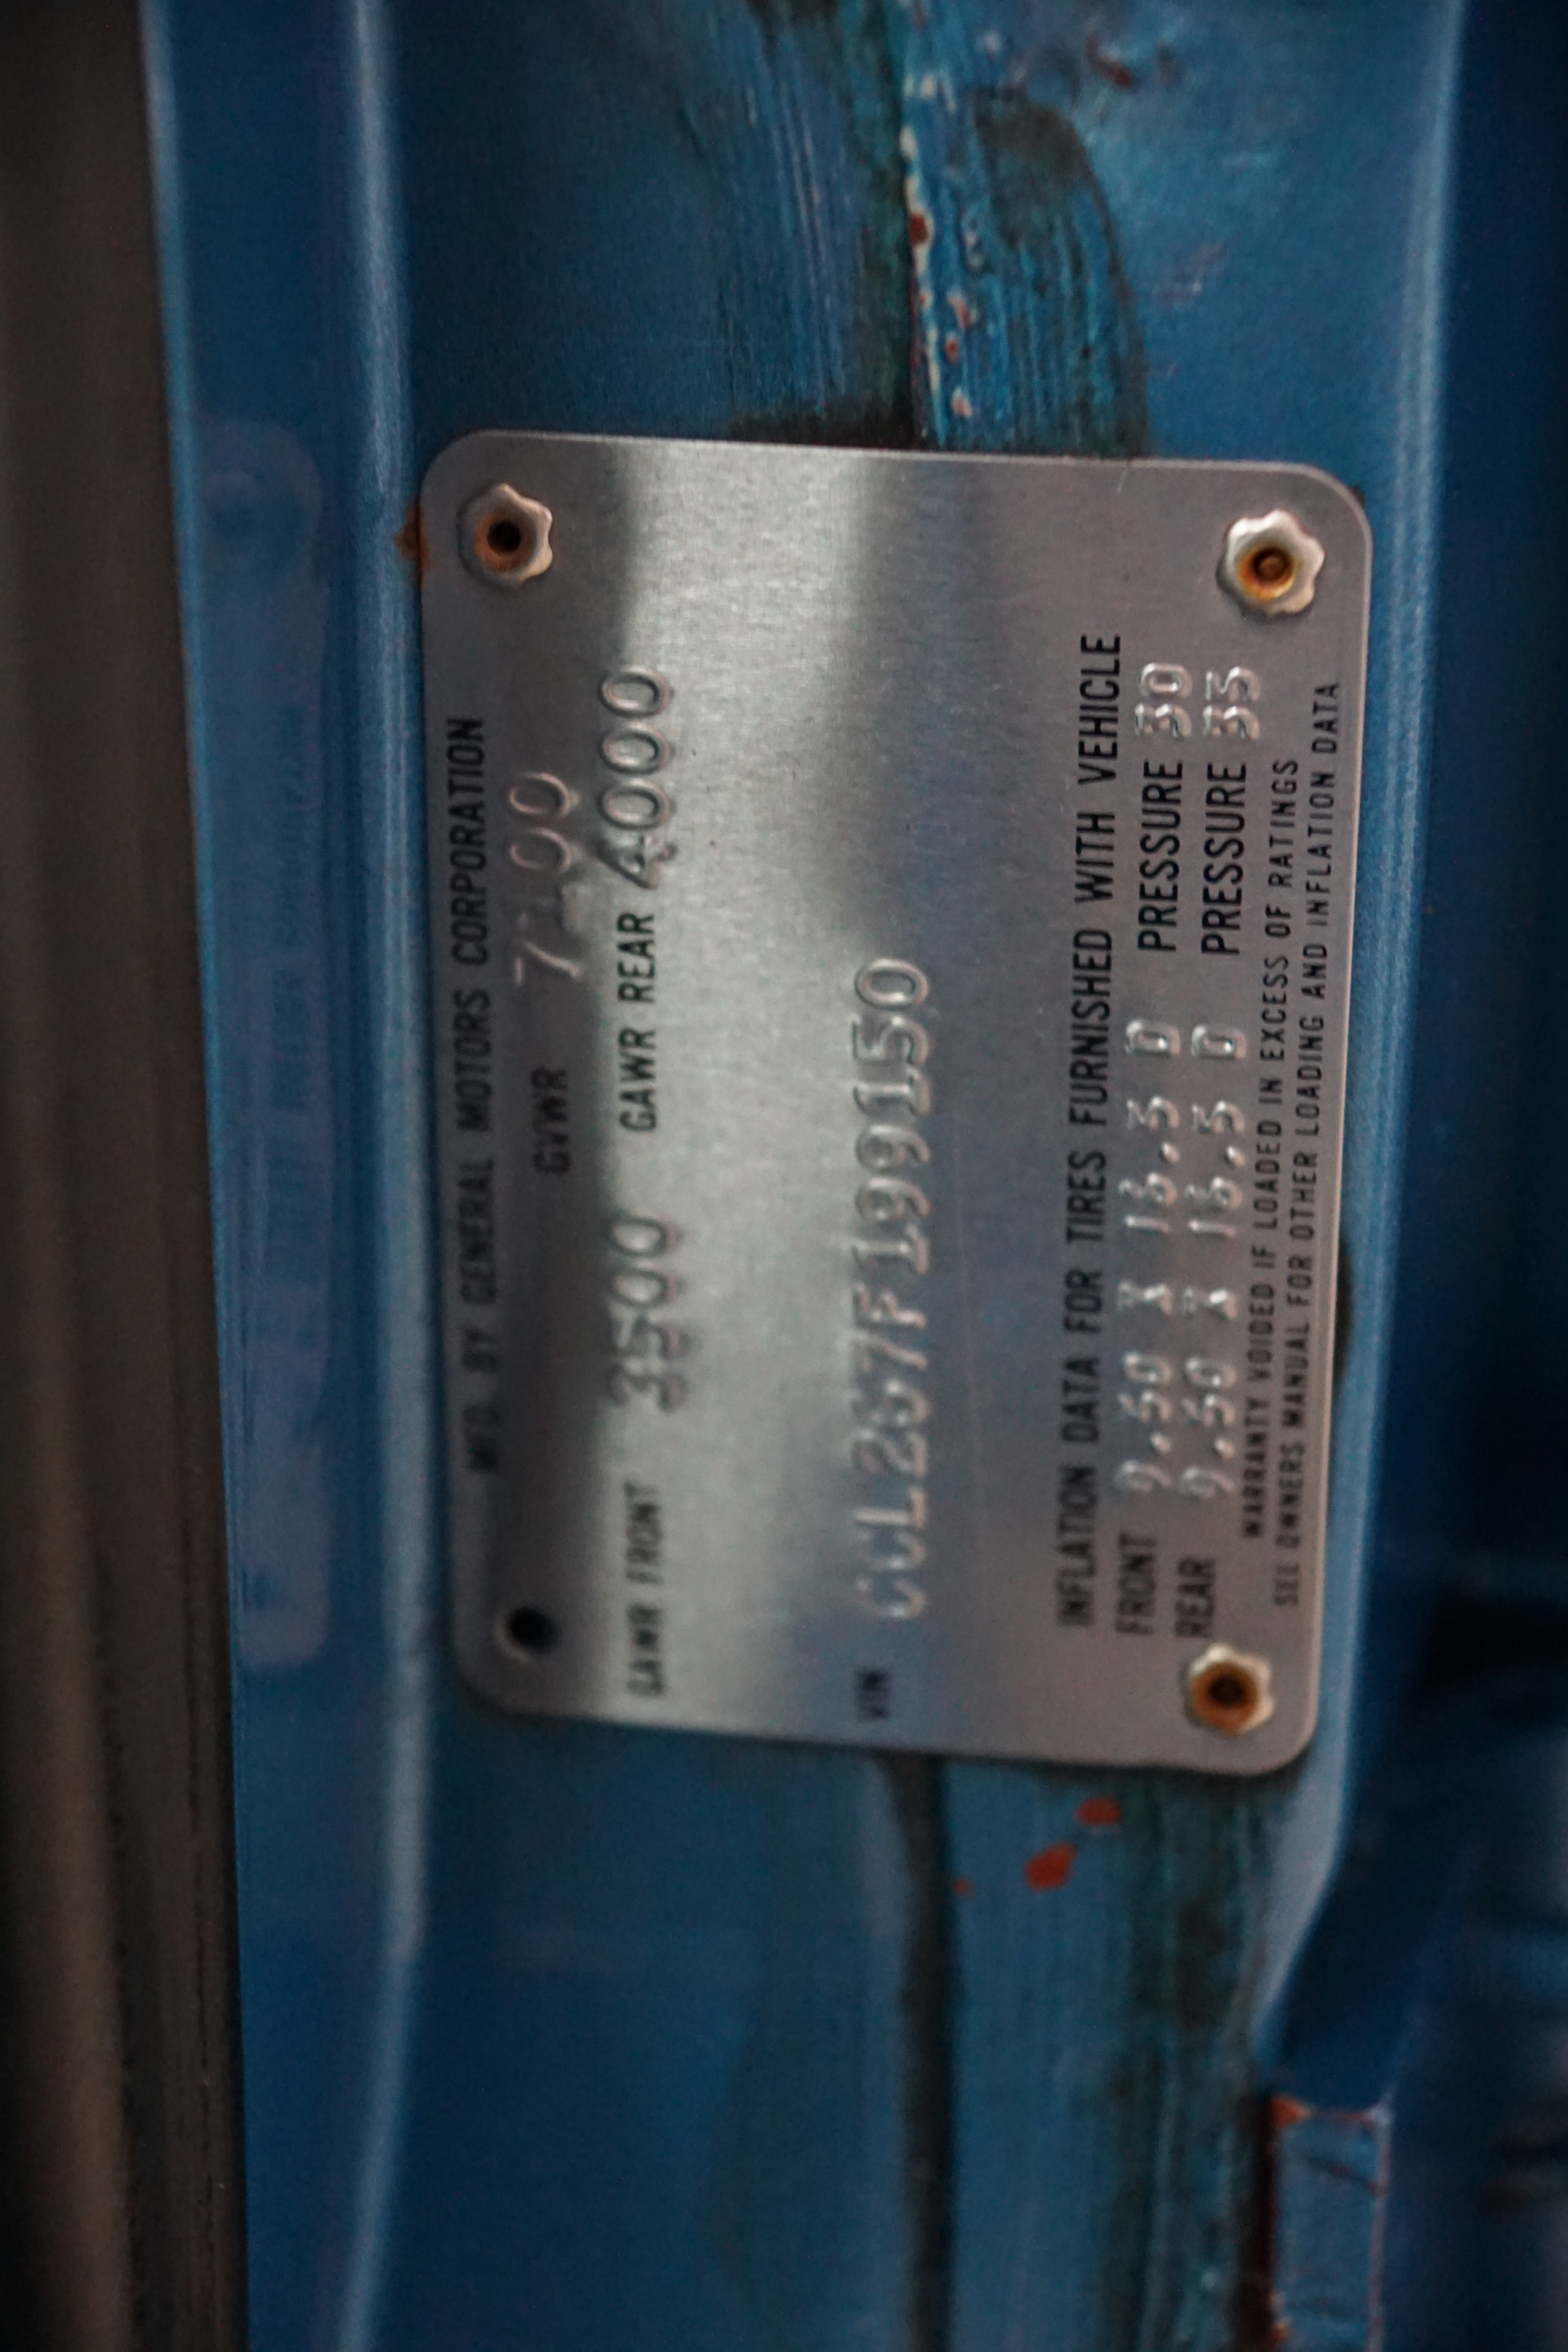 MFD. BY GENERAL MOTORS CORPORATION
GVWR 7100
GAWR FRONT 3500 GAWR REAR 4000
VIN CCL267F199150
INFLATION DATA FOR TIRES FURNISHED WITH VEHICLE
FRONT 9.50 X 16.5 D PRESSURE 30
REAR 9.50 X 16.5 D PRESSURE 35
WARRANTY VOIDED IF LOADED IN EXCESS OF RATINGS
SEE OWNERS MANUAL FOR OTHER LOADING AND INFLATION DATA